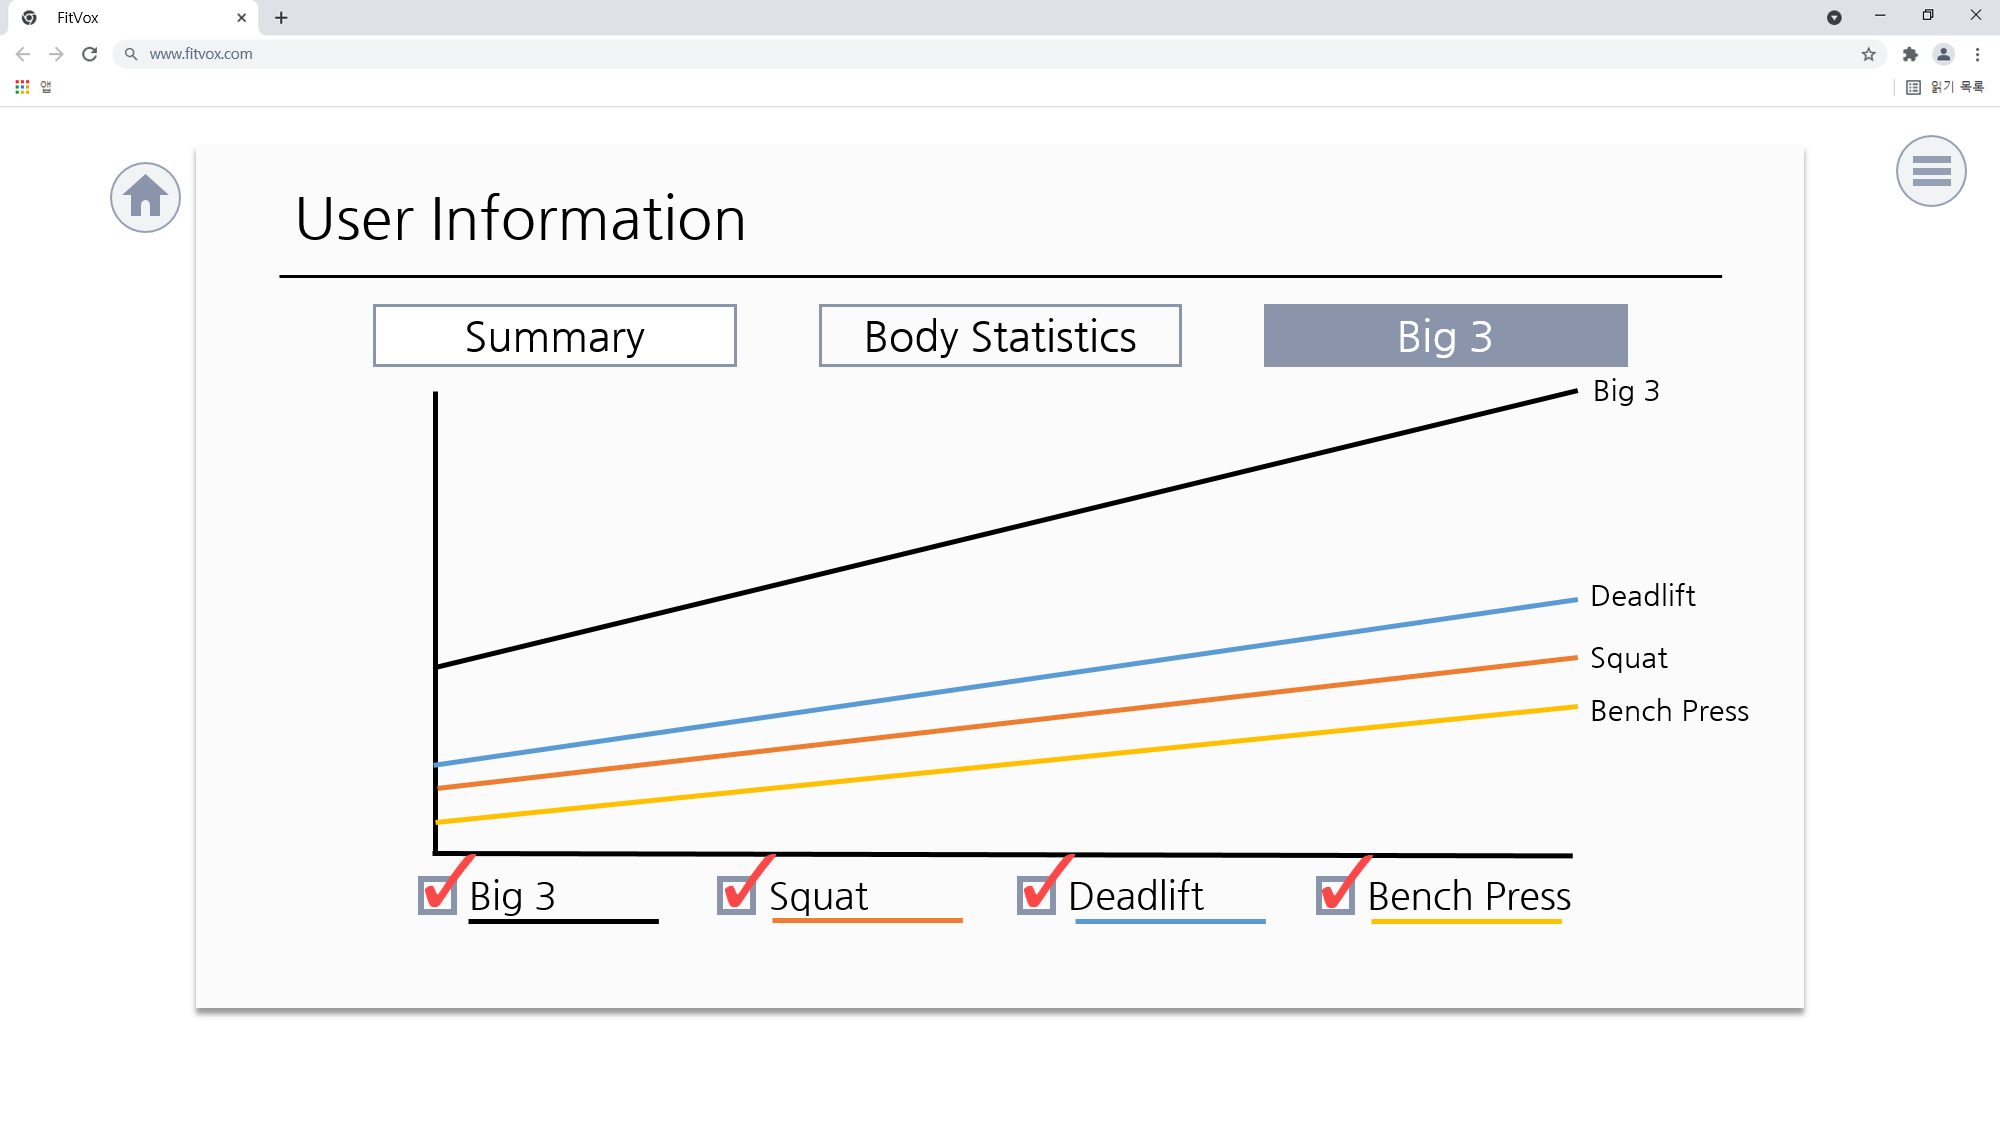 FitVox
www.fitvox.com
앱
읽기 목록
User Information
Summary
Body Statistics
Big 3
Big 3
Deadlift
Squat
Bench Press
Big 3
Squat
Deadlift
Bench Press